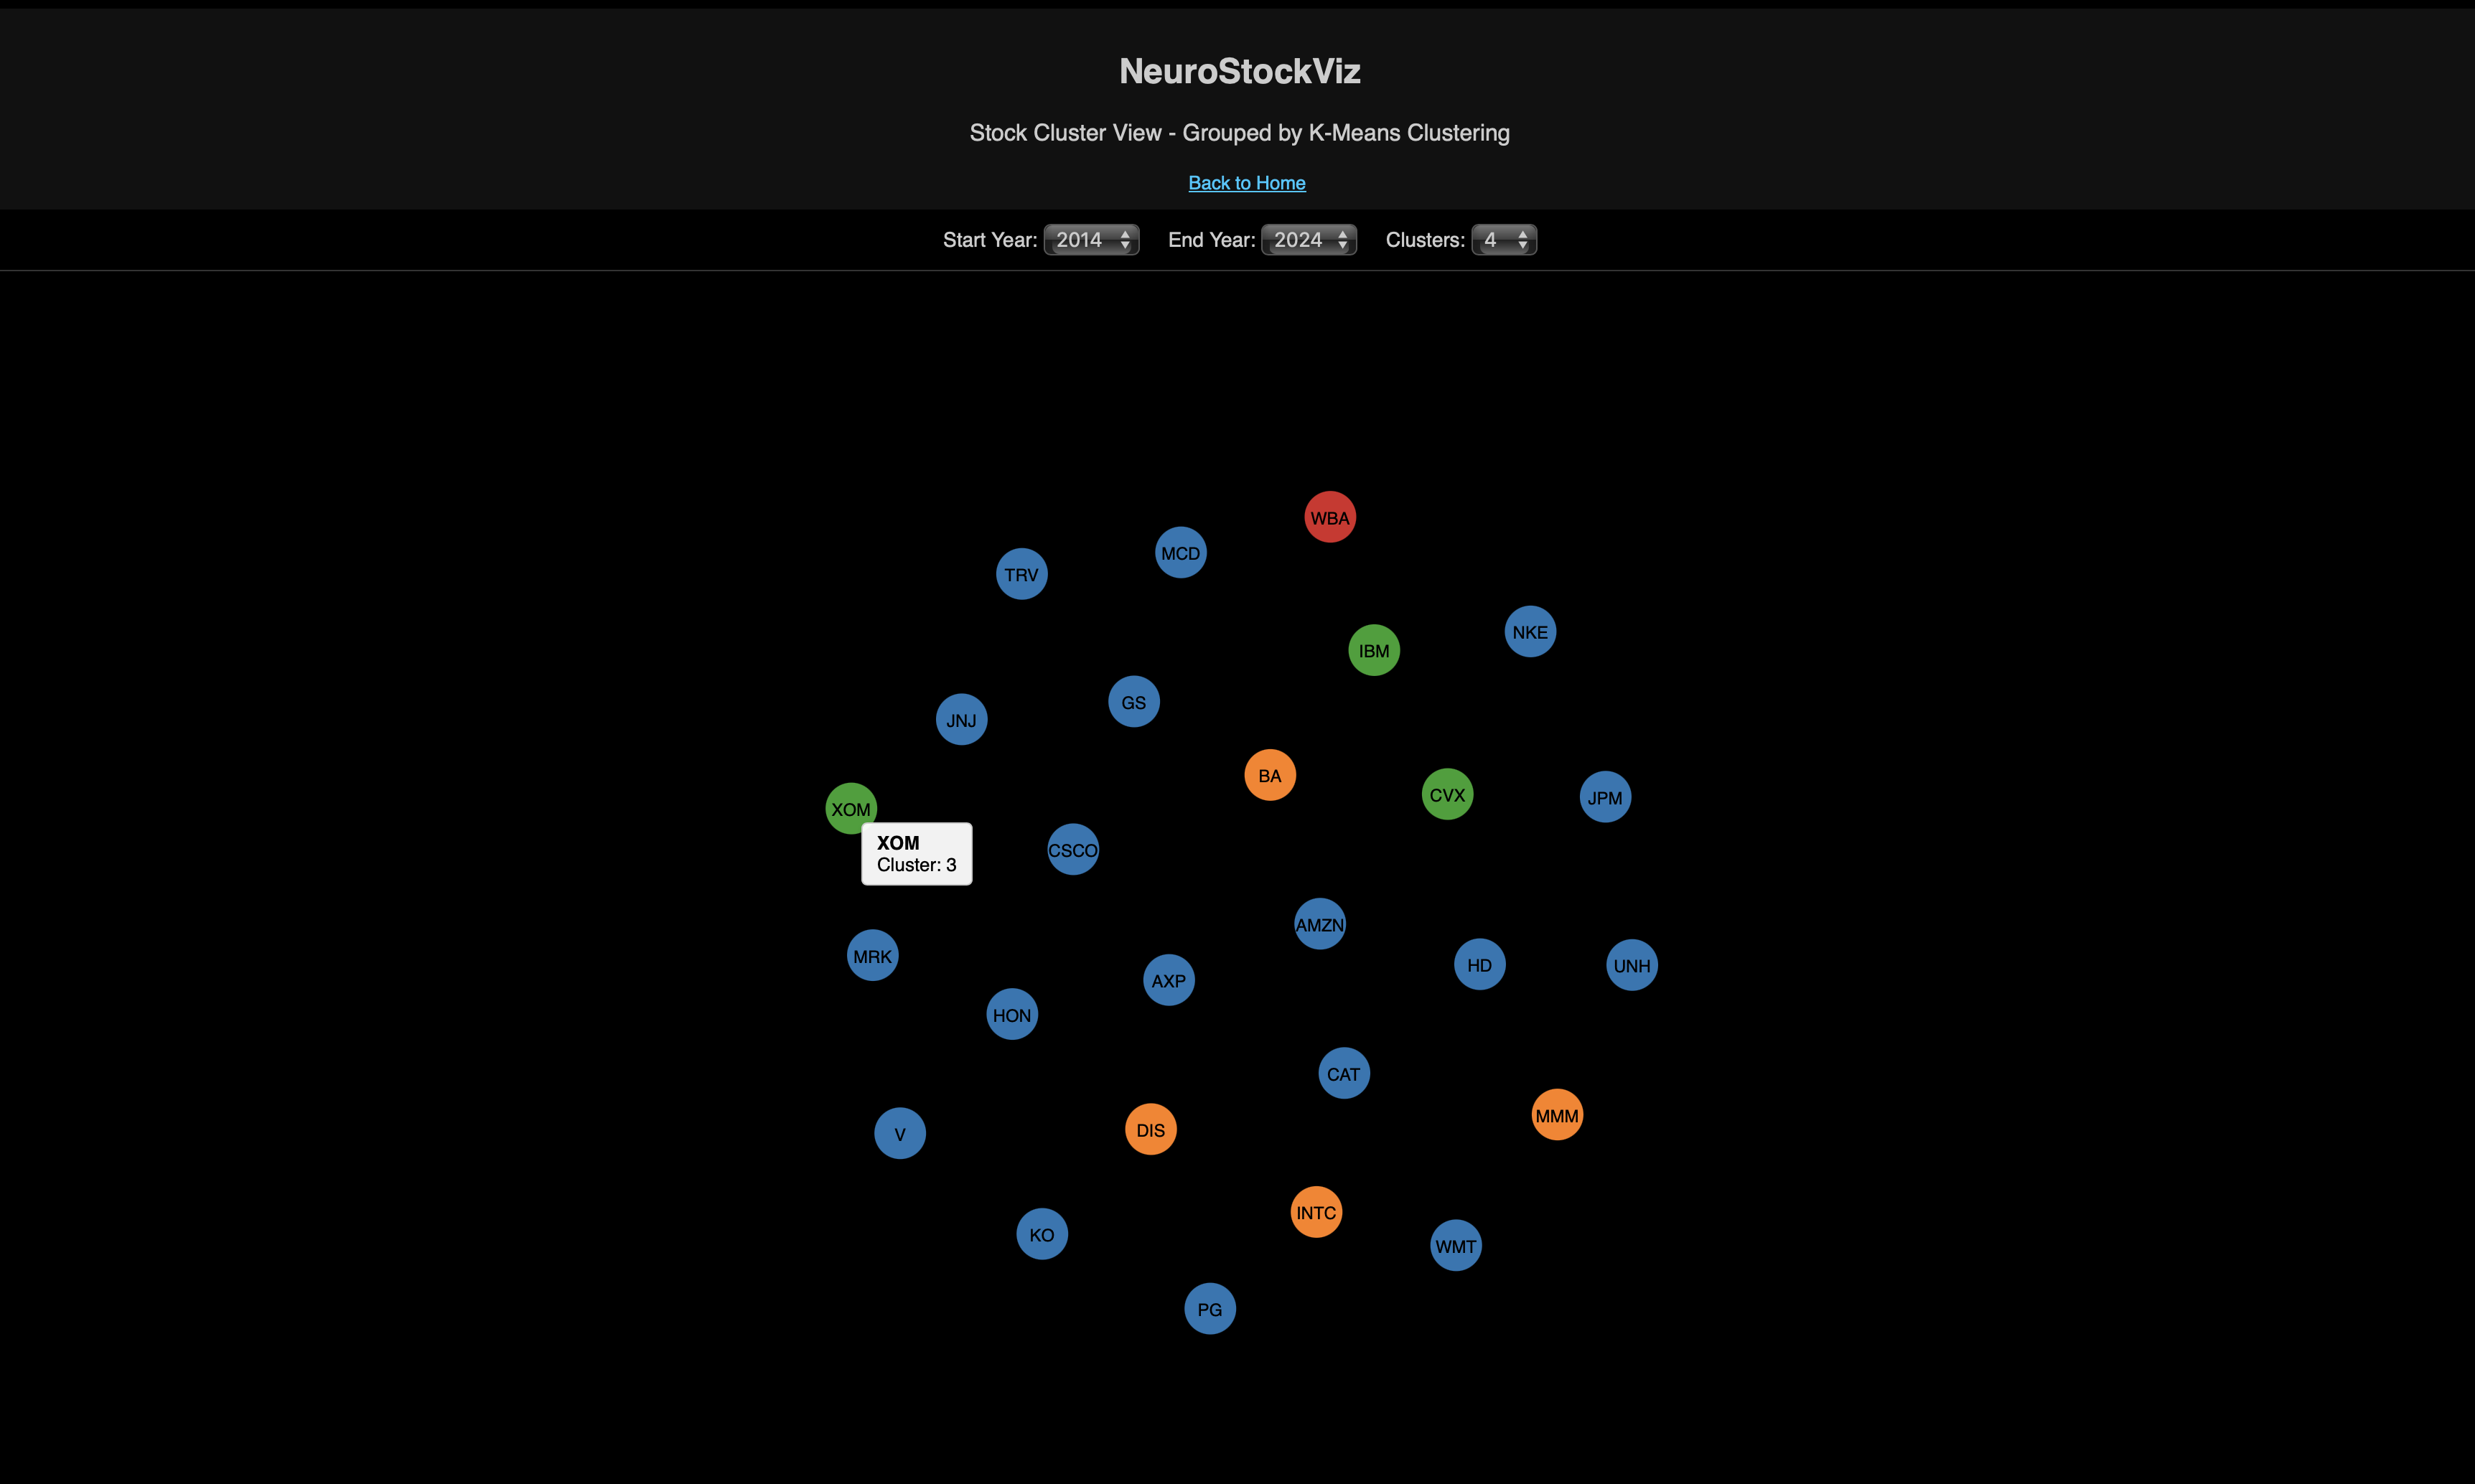 NeuroStockViz
Stock Cluster View - Grouped by K-Means Clustering
Back to Home
Start Year: 2014 End Year: 2024 Clusters: 4
WBA
MCD
TRV
NKE
IBM
GS
JNJ
BA
CVX
JPM
XOM
XOM
Cluster: 3
CSCO
AMZN
MRK
HD
UNH
AXP
HON
CAT
MMM
DIS
V
INTC
KO
WMT
PG